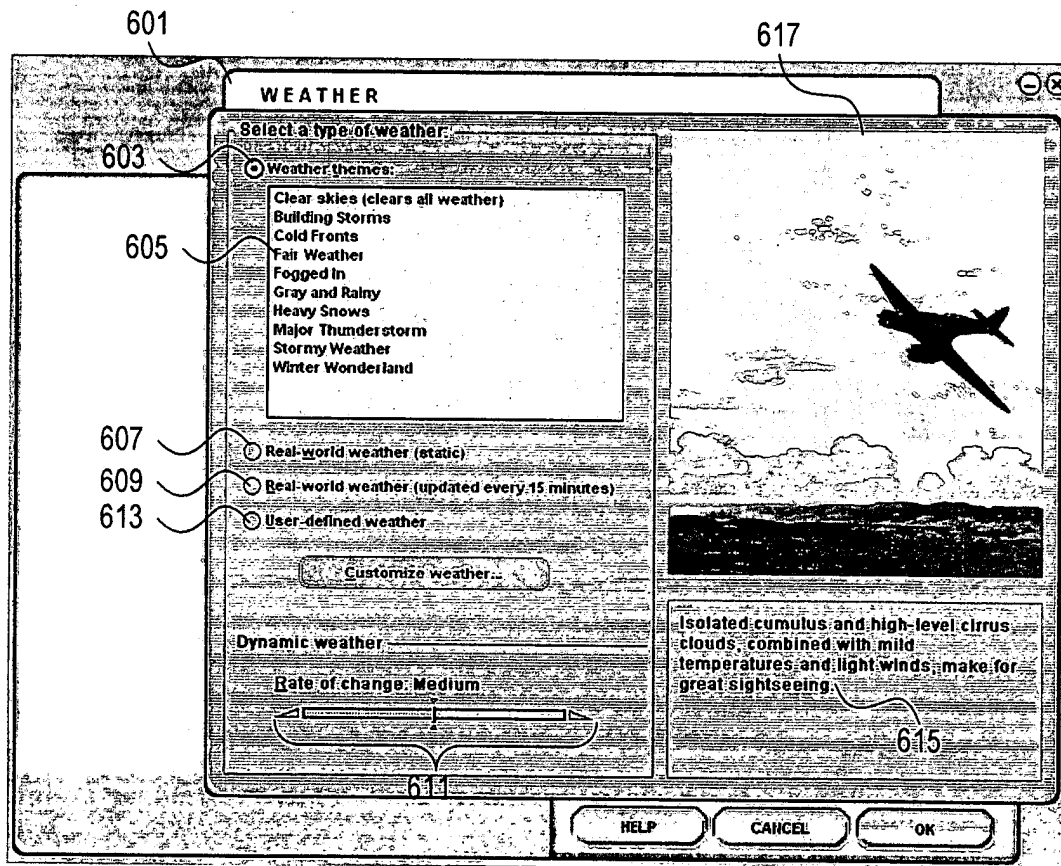 601
617
WEATHER
Select a type of weather:
603
Weather themes:
Clear skies (clears all weather)
Building Storms
Cold Fronts
605
Fair Weather
Fogged In
Gray and Rainy
Heavy Snows
Major Thunderstorm
Stormy Weather
Winter Wonderland
607
Real-world weather (static)
609
Real-world weather (updated every 15 minutes)
613
User-defined weather
Customize weather...
Isolated cumulus and high-level cirrus
clouds, combined with mild
temperatures and light winds, make for
great sightseeing.
615
Dynamic weather
Rate of change: Medium
611
HELP
CANCEL
OK